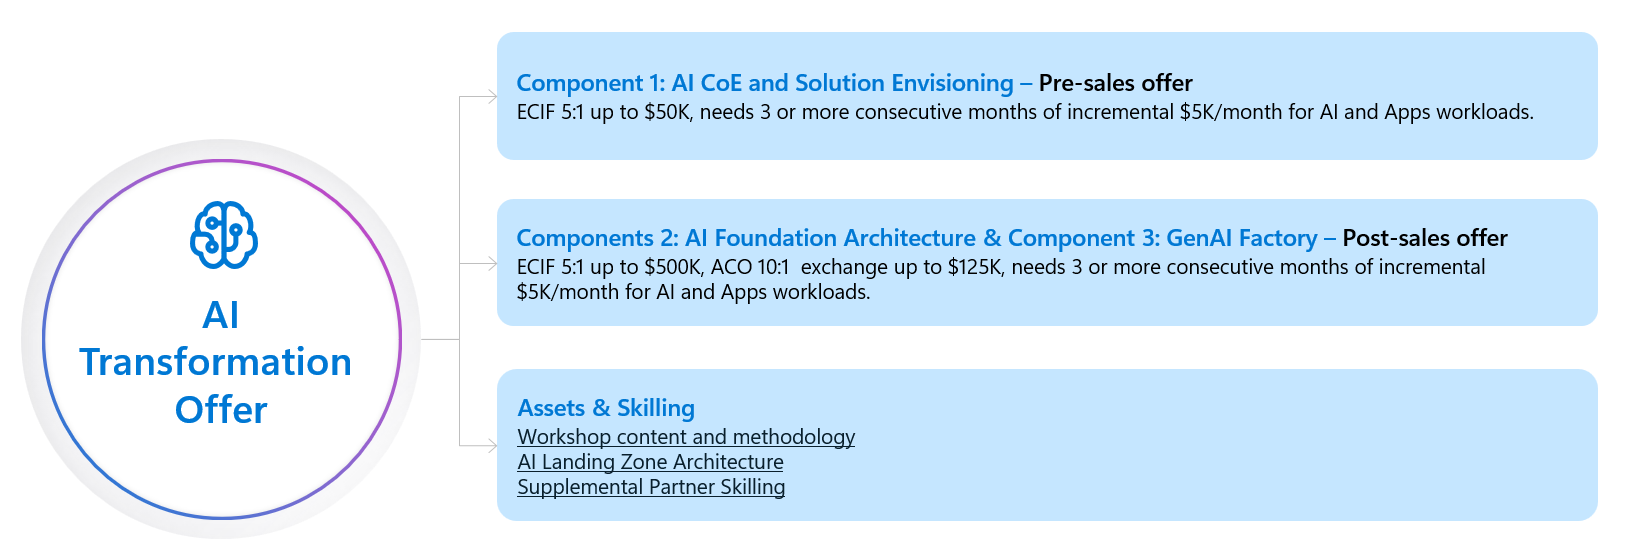 AI
Transformation
Offer
Component 1: AI CoE and Solution Envisioning – Pre-sales offer
ECIF 5:1 up to $50K, needs 3 or more consecutive months of incremental $5K/month for AI and Apps workloads.
Components 2: AI Foundation Architecture & Component 3: GenAI Factory – Post-sales offer
ECIF 5:1 up to $500K, ACO 10:1  exchange up to $125K, needs 3 or more consecutive months of incremental
$5K/month for AI and Apps workloads.
Assets & Skilling
Workshop content and methodology
AI Landing Zone Architecture
Supplemental Partner Skilling